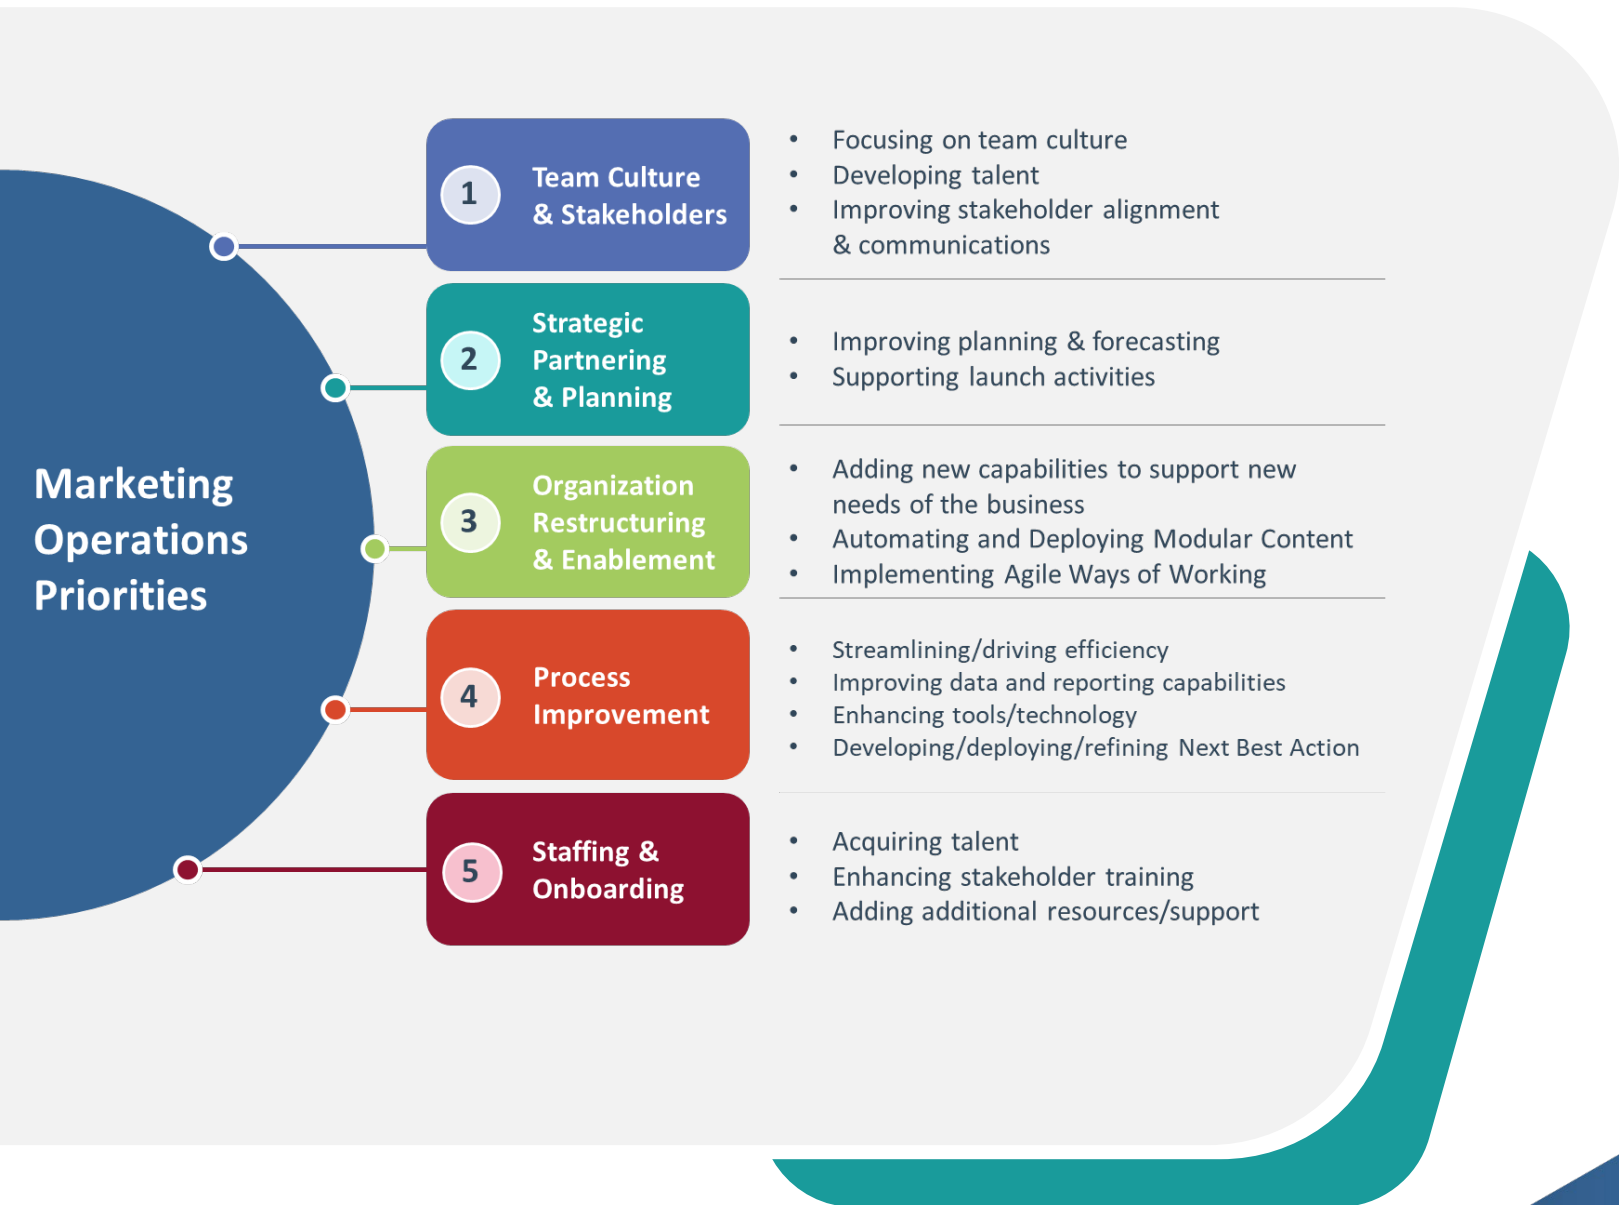 Marketing
Operations
Priorities
1
Team Culture
& Stakeholders
• Focusing on team culture
• Developing talent
• Improving stakeholder alignment
& communications
2
Strategic
Partnering
& Planning
• Improving planning & forecasting
• Supporting launch activities
3
Organization
Restructuring
& Enablement
• Adding new capabilities to support new
needs of the business
• Automating and Deploying Modular Content
• Implementing Agile Ways of Working
4
Process
Improvement
• Streamlining/driving efficiency
• Improving data and reporting capabilities
• Enhancing tools/technology
• Developing/deploying/refining Next Best Action
5
Staffing &
Onboarding
• Acquiring talent
• Enhancing stakeholder training
• Adding additional resources/support